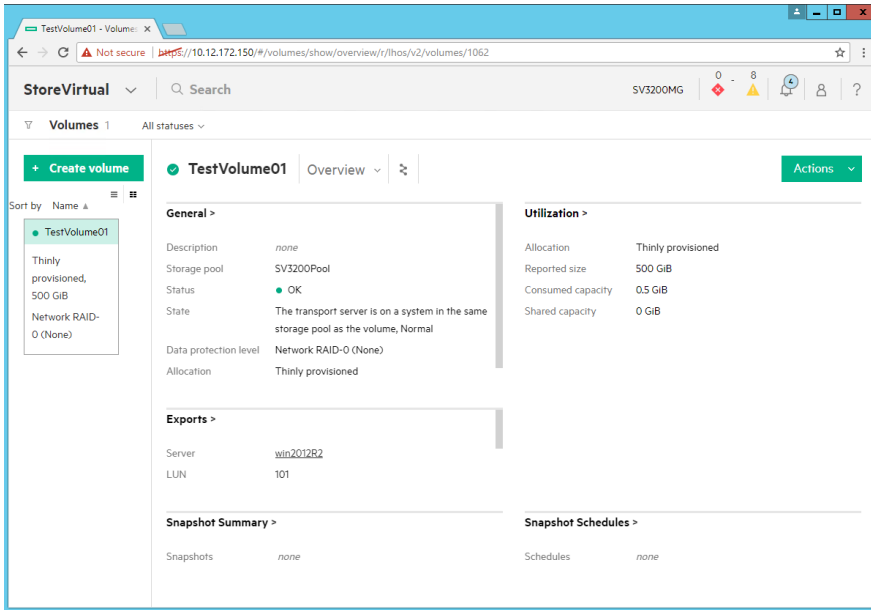 TestVolume01 - Volumes
Not secure | https://10.12.172.150/#/volumes/show/overview/r/lhos/v2/volumes/1062
StoreVirtual
Search
SV3200MG
0 - 8
4
?
Volumes 1
All statuses
+ Create volume
TestVolume01
Overview
Actions
Sort by Name
TestVolume01
Thinly
provisioned,
500 GiB
Network RAID-
0 (None)
General >
Description none
Storage pool SV3200Pool
Status OK
State The transport server is on a system in the same
storage pool as the volume, Normal
Data protection level Network RAID-0 (None)
Allocation Thinly provisioned
Utilization >
Allocation Thinly provisioned
Reported size 500 GiB
Consumed capacity 0.5 GiB
Shared capacity 0 GiB
Exports >
Server win2012R2
LUN 101
Snapshot Summary >
Snapshots none
Snapshot Schedules >
Schedules none